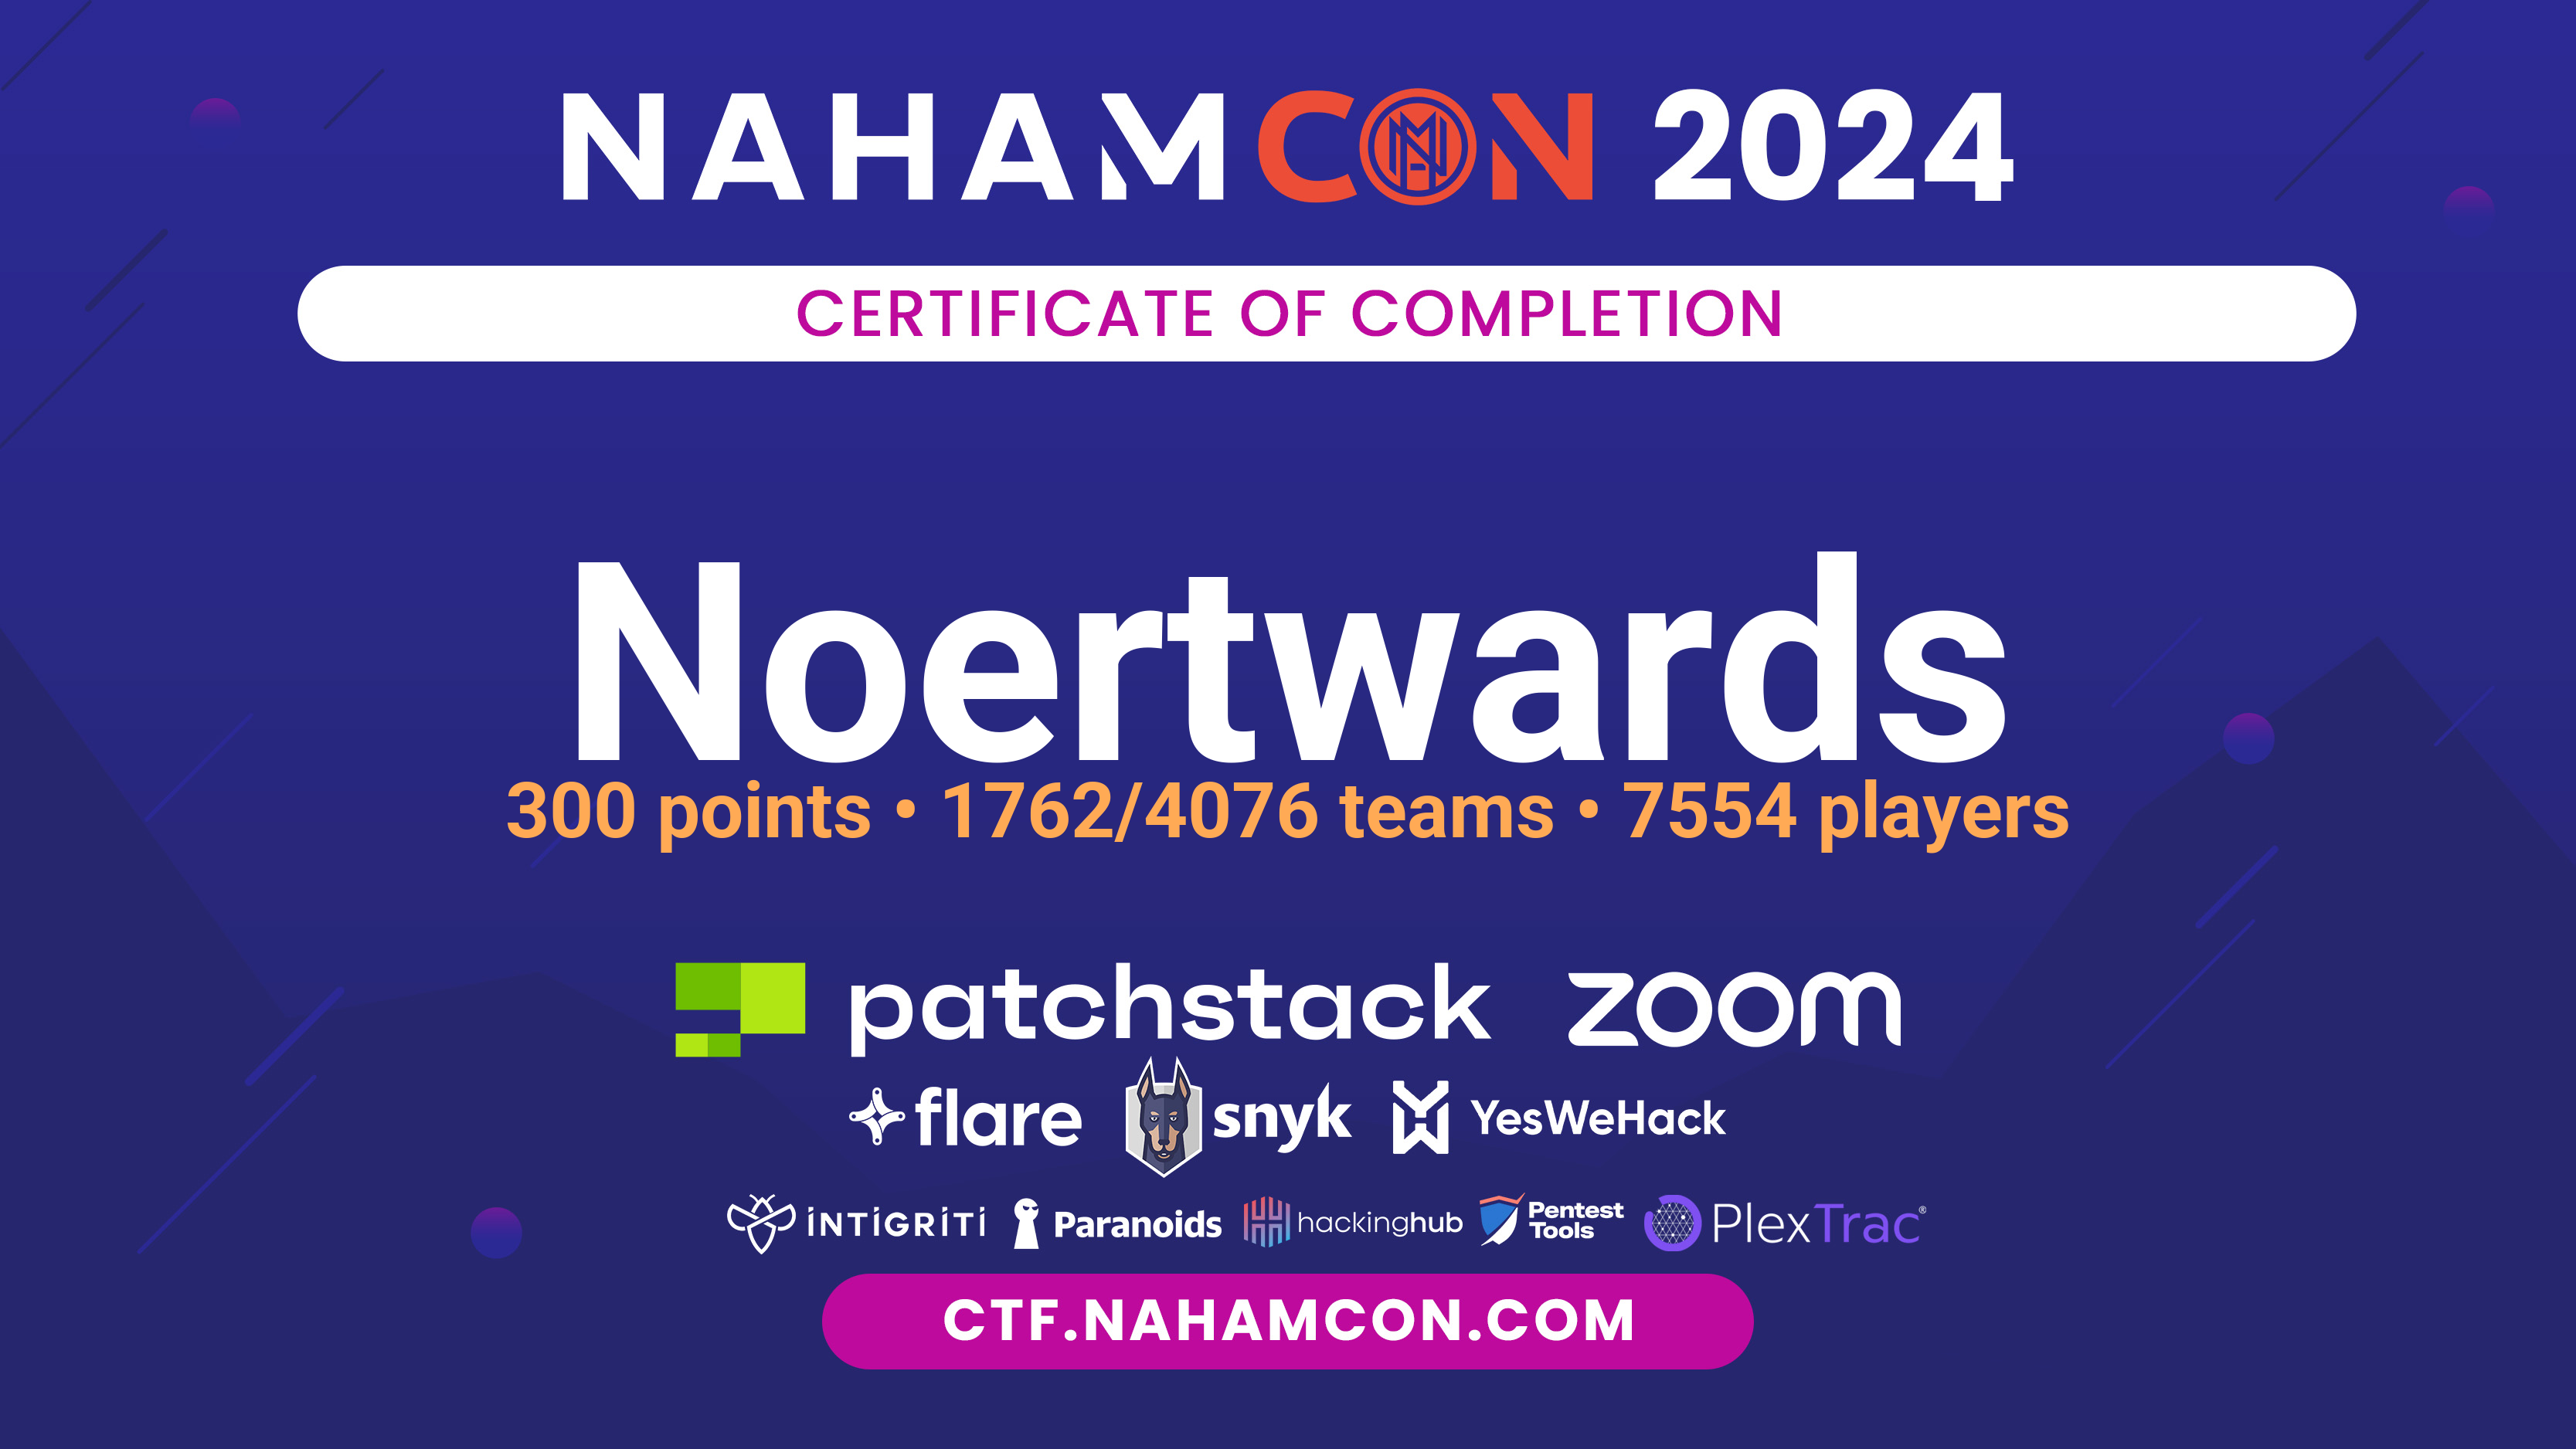 NAHAMCON 2024
CERTIFICATE OF COMPLETION
Noertwards
300 points • 1762/4076 teams • 7554 players
patchstack zoom
flare snyk YesWeHack
INTIGRITI Paranoids hackinghub Pentest Tools PlexTrac®
CTF.NAHAMCON.COM